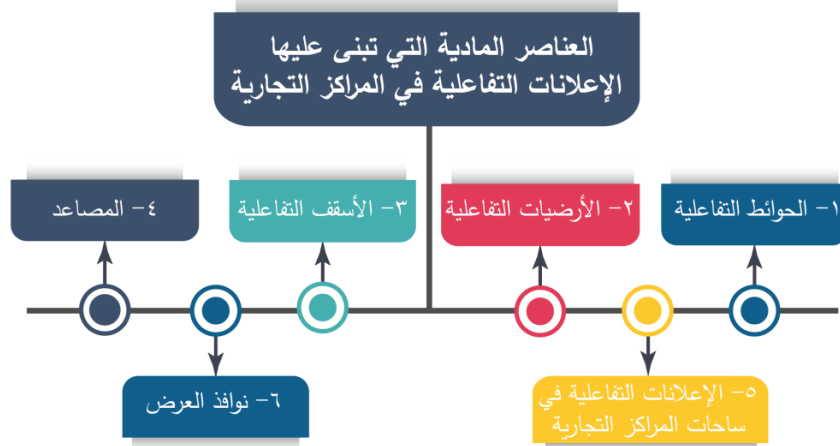 العناصر المادية التي تبنى عليها
الإعلانات التفاعلية في المراكز التجارية
١- الحوائط التفاعلية
٢- الأرضيات التفاعلية
٣- الأسقف التفاعلية
٤- المصاعد
٥- الإعلانات التفاعلية في
ساحات المراكز التجارية
٦- نوافذ العرض